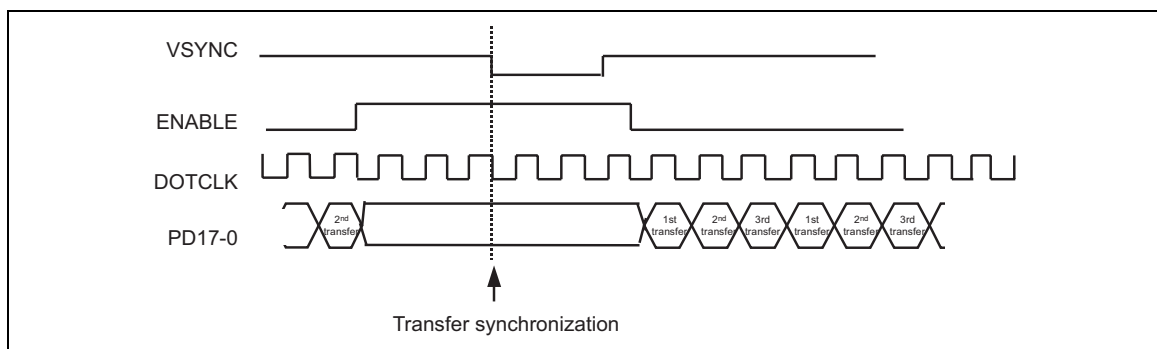 VSYNC
ENABLE
DOTCLK
PD17-0
2nd transfer
1st transfer
2nd transfer
3rd transfer
1st transfer
2nd transfer
3rd transfer
Transfer synchronization